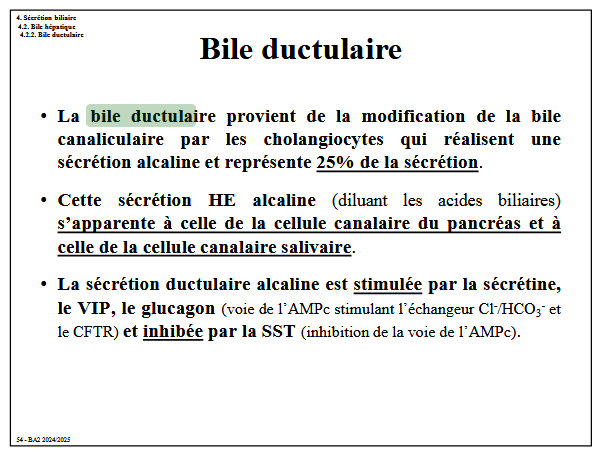 4. Sécrétion biliaire
4.2. Bile hépatique
4.2.2. Bile ductulaire
Bile ductulaire
• La bile ductulaire provient de la modification de la bile
canaliculaire par les cholangiocytes qui réalisent une
sécrétion alcaline et représente 25% de la sécrétion.
• Cette sécrétion HE alcaline (diluant les acides biliaires)
s’apparente à celle de la cellule canalaire du pancréas et à
celle de la cellule canalaire salivaire.
• La sécrétion ductulaire alcaline est stimulée par la sécrétine,
le VIP, le glucagon (voie de l’AMPc stimulant l’échangeur Cl⁻/HCO₃⁻ et
le CFTR) et inhibée par la SST (inhibition de la voie de l’AMPc).
54 - BA2 2024/2025